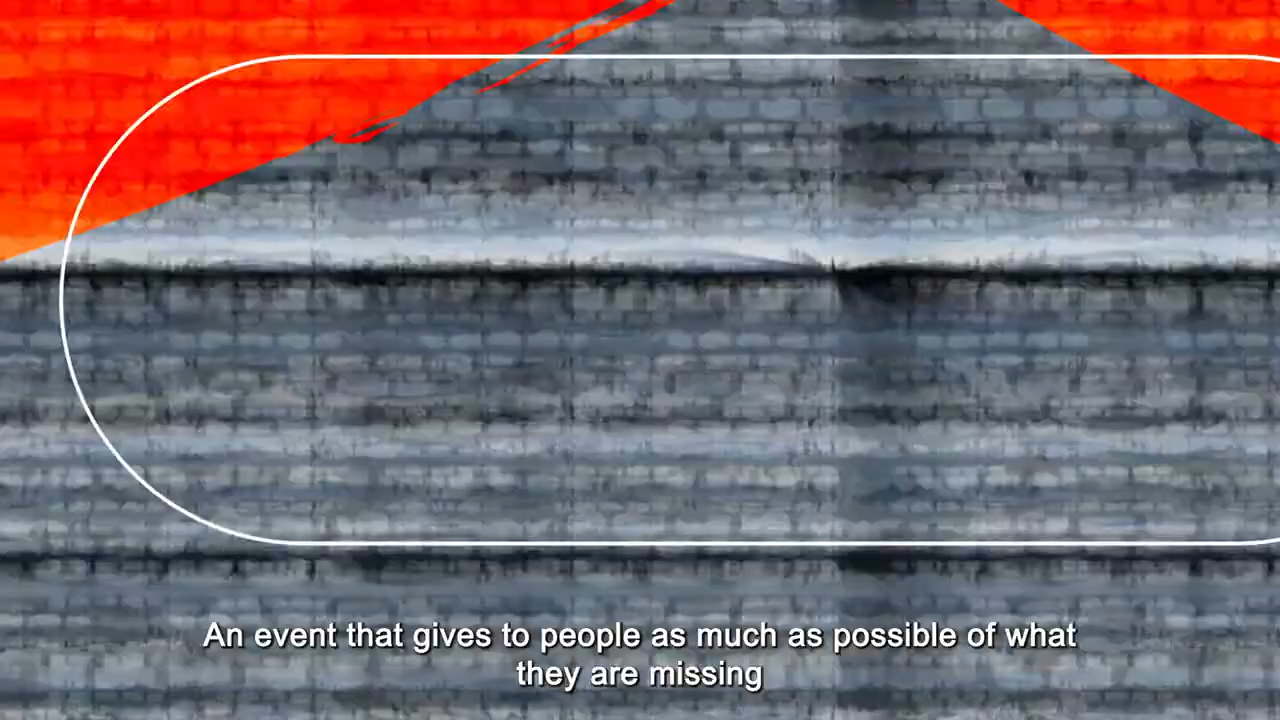 An event that gives to people as much as possible of what
they are missing